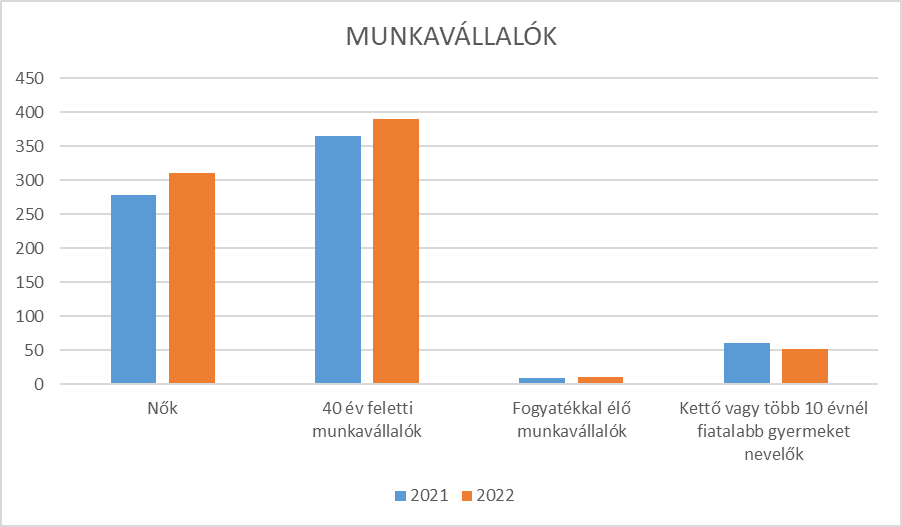 MUNKAVÁLLALÓK
450
400
350
300
250
200
150
100
50
0
Nők
40 év feletti
munkavállalók
Fogyatékkal élő
munkavállalók
Kettő vagy több 10 évnél
fiatalabb gyermeket
nevelők
2021 2022